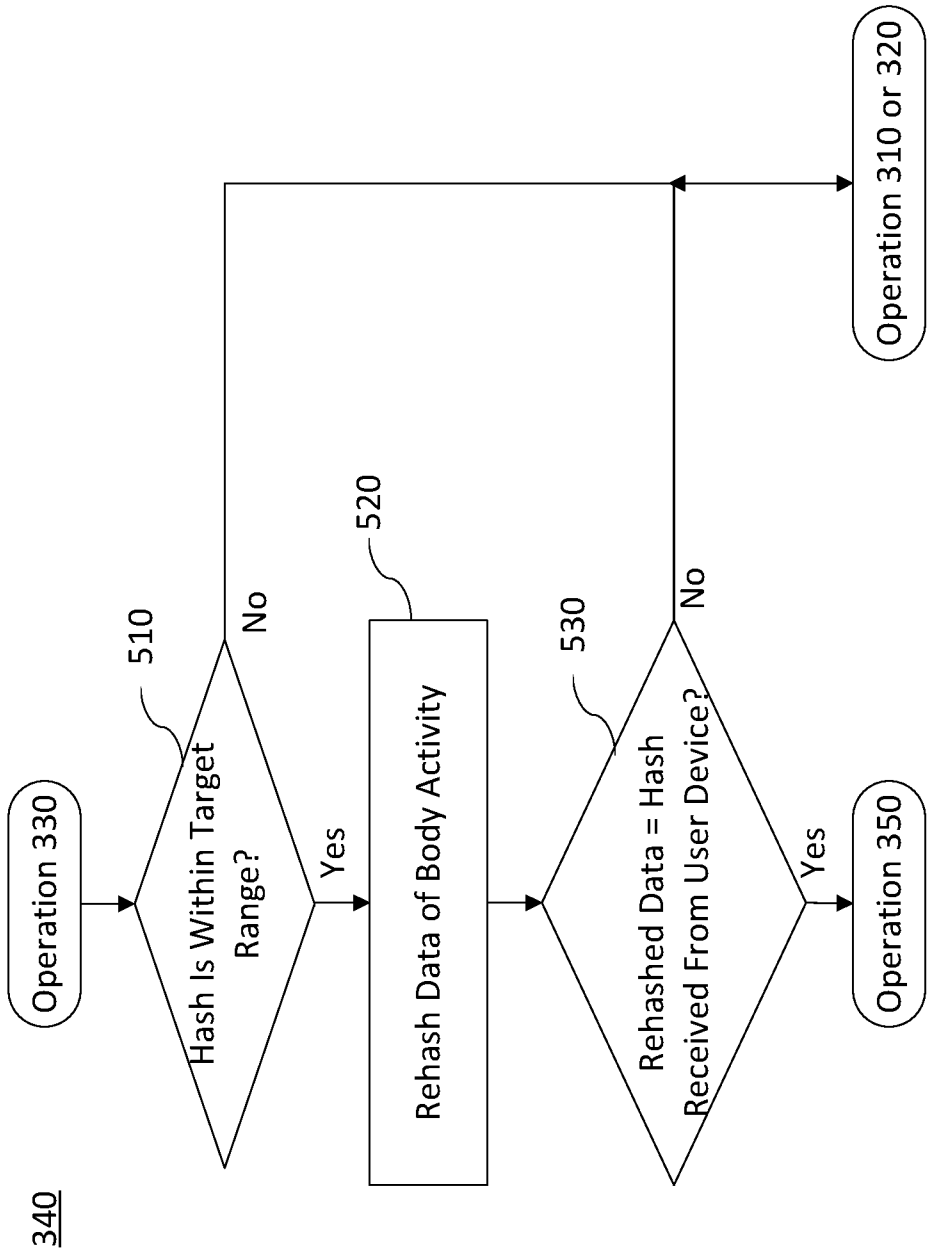 340
Operation 330
510
Hash Is Within Target
Range?
No
Yes
520
Rehash Data of Body Activity
530
Rehashed Data = Hash
Received From User Device?
No
Yes
Operation 350
Operation 310 or 320